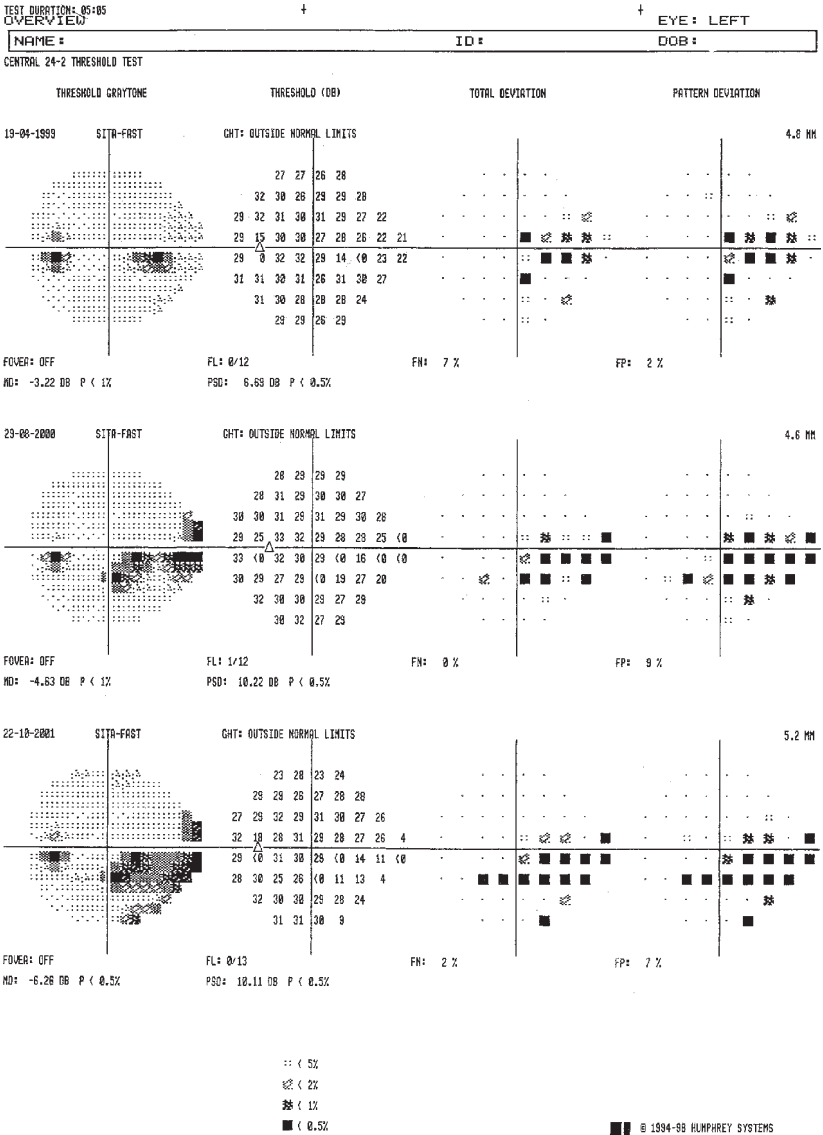 TEST DURATION: 05:05
OVERVIEW
EYE: LEFT
NAME:
ID:
DOB:
CENTRAL 24-2 THRESHOLD TEST
THRESHOLD GRAYTONE THRESHOLD (DB) TOTAL DEVIATION PATTERN DEVIATION
19-04-1999 SITA-FAST GHT: OUTSIDE NORMAL LIMITS 4.8 MM
27 27 26 28
32 30 26 29 29 28
29 32 31 30 31 29 27 22
29 15 30 30 27 28 26 22 21
29 0 32 32 29 14 <0 23 22
31 31 30 31 26 31 30 27
31 30 28 28 28 24
29 29 26 29
FOVEA: OFF FL: 0/12 FN: 7 % FP: 2 %
MD: -3.22 DB P < 1% PSD: 6.69 DB P < 0.5%
29-08-2000 SITA-FAST GHT: OUTSIDE NORMAL LIMITS 4.6 MM
28 29 29 29
28 31 29 30 30 27
30 30 31 29 31 29 30 26
29 25 33 32 29 28 28 25 <0
33 <0 32 30 29 <0 16 <0 <0
30 29 27 29 <0 19 27 20
32 30 30 29 27 29
30 32 27 29
FOVEA: OFF FL: 1/12 FN: 0 % FP: 9 %
MD: -4.63 DB P < 1% PSD: 10.22 DB P < 0.5%
22-10-2001 SITA-FAST GHT: OUTSIDE NORMAL LIMITS 5.2 MM
23 28 23 24
29 29 26 27 28 28
27 29 32 29 31 30 27 26
32 18 28 31 29 28 27 26 4
29 <0 31 30 28 <0 14 11 <0
28 30 25 26 <0 11 13 4
32 30 30 29 28 24
31 31 30 9
FOVEA: OFF FL: 0/13 FN: 2 % FP: 7 %
MD: -6.26 DB P < 0.5% PSD: 10.11 DB P < 0.5%
< 5%
< 2%
< 1%
< 0.5%
© 1994-98 HUMPHREY SYSTEMS